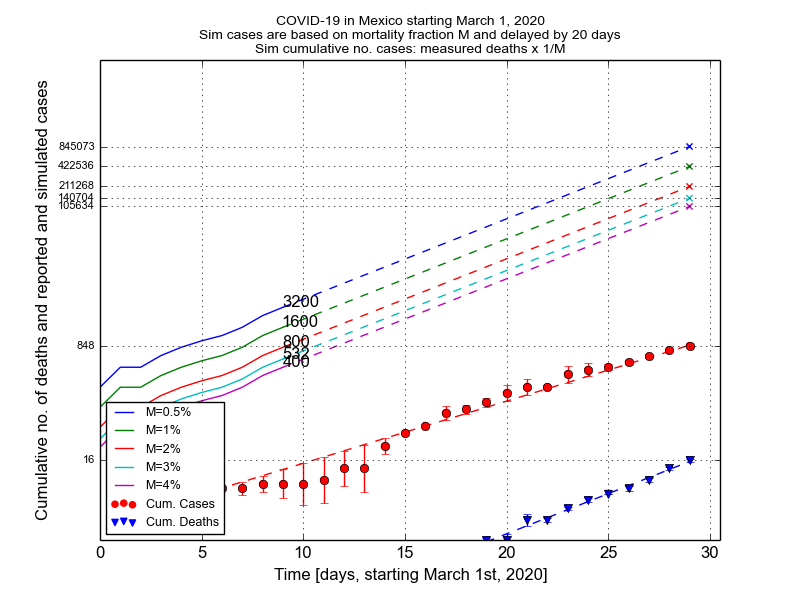 COVID-19 in Mexico starting March 1, 2020
Sim cases are based on mortality fraction M and delayed by 20 days
Sim cumulative no. cases: measured deaths x 1/M
Cumulative no. of deaths and reported and simulated cases
845073
422536
211268
140704
105634
848
16
3200
1600
800
532
400
M=0.5%
M=1%
M=2%
M=3%
M=4%
Cum. Cases
Cum. Deaths
0 5 10 15 20 25 30
Time [days, starting March 1st, 2020]